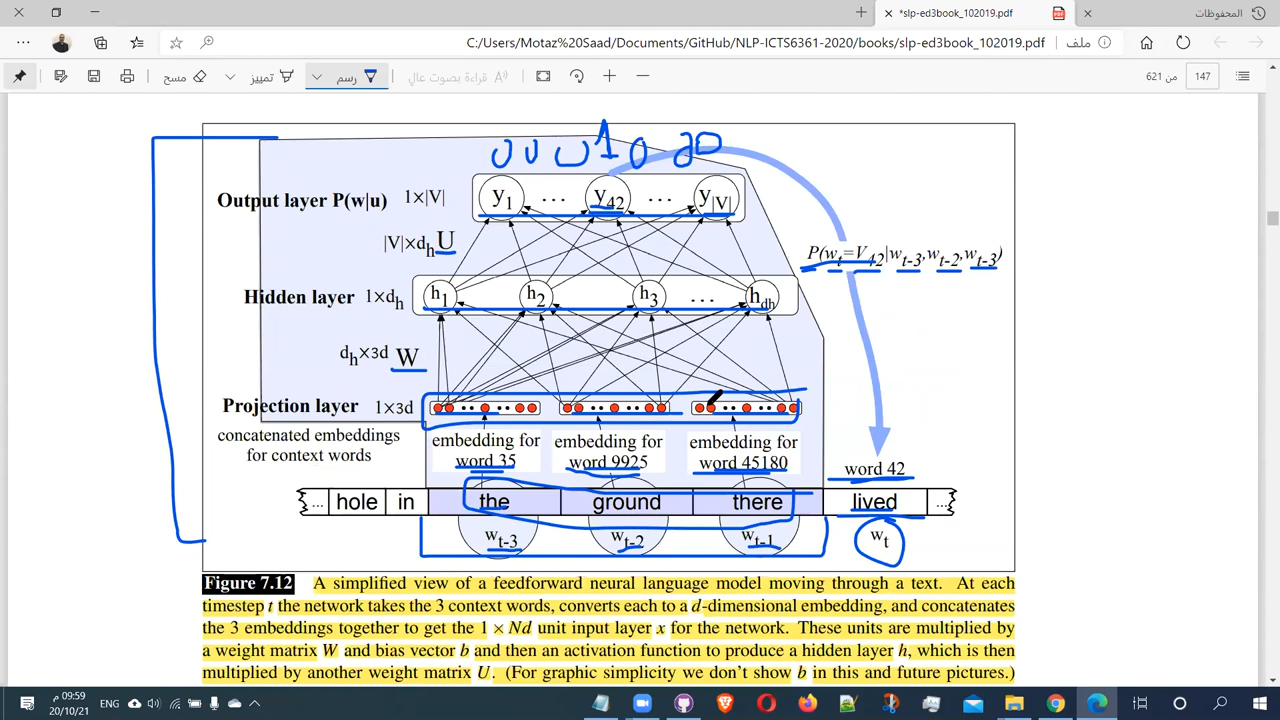 *slp-ed3book_102019.pdf
المحفوظات
C:/Users/Motaz%20Saad/Documents/GitHub/NLP-ICTS6361-2020/books/slp-ed3book_102019.pdf
ملف
مسح
تمييز
رسم
قراءة بصوت عالٍ
من 621
147
0 0 0 1 0 0 0
Output layer P(w|u) 1×|V|
y1 ... y42 ... y|V|
|V|×dh U
P(wt=V42|wt-3,wt-2,wt-3)
Hidden layer 1×dh
h1 h2 h3 ... hdh
dh×3d W
Projection layer 1×3d
concatenated embeddings
for context words
embedding for
word 35
embedding for
word 9925
embedding for
word 45180
word 42
... hole in the ground there lived ...
wt-3 wt-2 wt-1 wt
Figure 7.12 A simplified view of a feedforward neural language model moving through a text. At each
timestep t the network takes the 3 context words, converts each to a d-dimensional embedding, and concatenates
the 3 embeddings together to get the 1 × Nd unit input layer x for the network. These units are multiplied by
a weight matrix W and bias vector b and then an activation function to produce a hidden layer h, which is then
multiplied by another weight matrix U. (For graphic simplicity we don't show b in this and future pictures.)
09:59 م
20/10/21
ENG